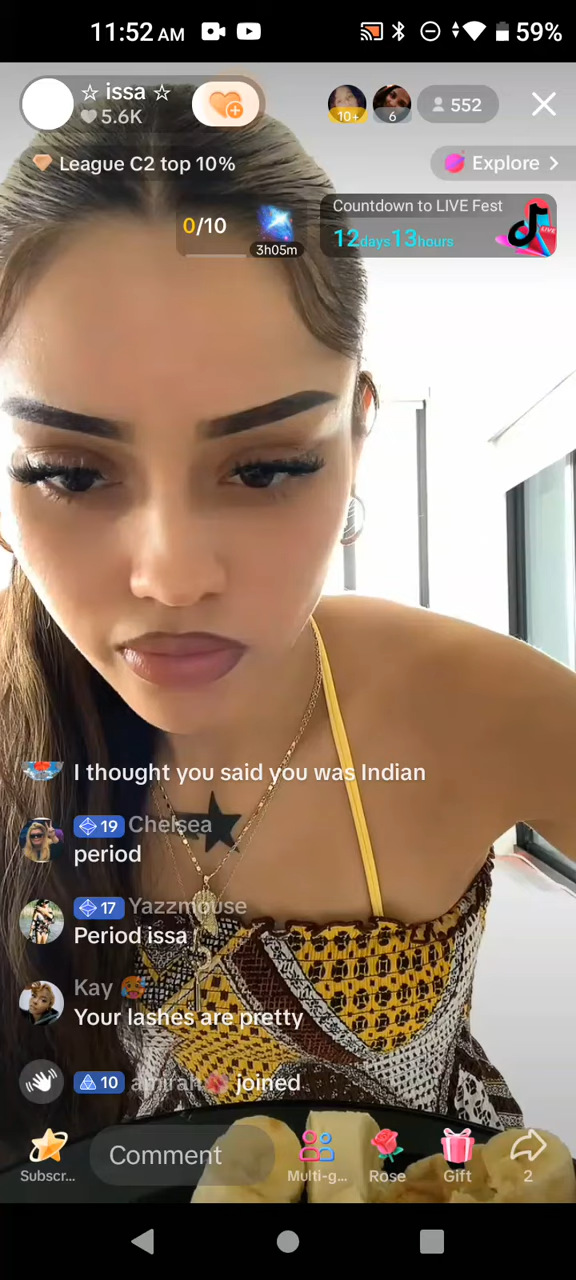 11:52 AM
59%
☆ issa ☆
5.6K
10+
6
552
League C2 top 10%
Explore >
0/10
3h05m
Countdown to LIVE Fest
12days13hours
LIVE
I thought you said you was Indian
19 Chelsea
period
17 Yazzmouse
Period issa
Kay 🥵
Your lashes are pretty
10 amirah🌺 joined
Subscr...
Comment
Multi-g...
Rose
Gift
2